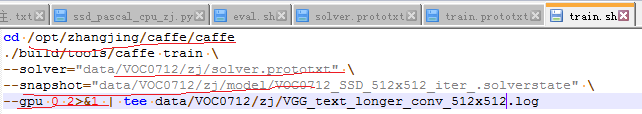 主.txt ssd_pascal_cpu_zj.py eval.sh solver.prototxt train.prototxt train.sh
cd /opt/zhangjing/caffe/caffe
./build/tools/caffe train \
--solver="data/VOC0712/zj/solver.prototxt" \
--snapshot="data/VOC0712/zj/model/VOC0712_SSD_512x512_iter_.solverstate" \
--gpu 0 2>&1 | tee data/VOC0712/zj/VGG_text_longer_conv_512x512.log